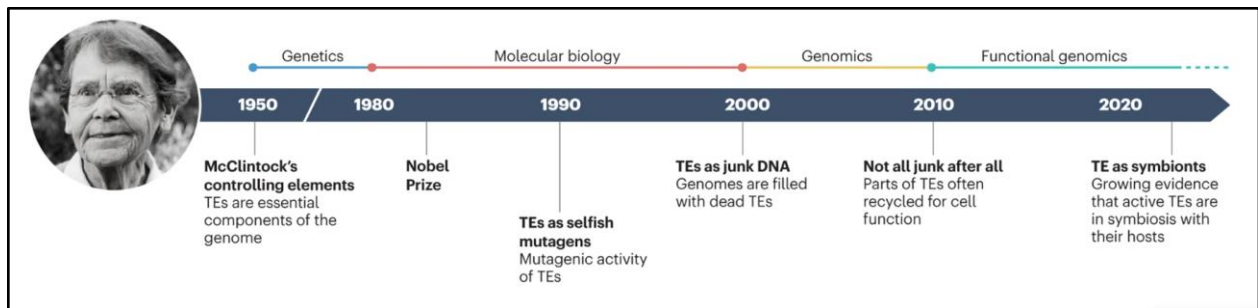 Genetics
Molecular biology
Genomics
Functional genomics
1950
1980
1990
2000
2010
2020
McClintock's
controlling elements
TEs are essential
components of the
genome
Nobel
Prize
TEs as selfish
mutagens
Mutagenic activity
of TEs
TEs as junk DNA
Genomes are filled
with dead TEs
Not all junk after all
Parts of TEs often
recycled for cell
function
TE as symbionts
Growing evidence
that active TEs are
in symbiosis with
their hosts